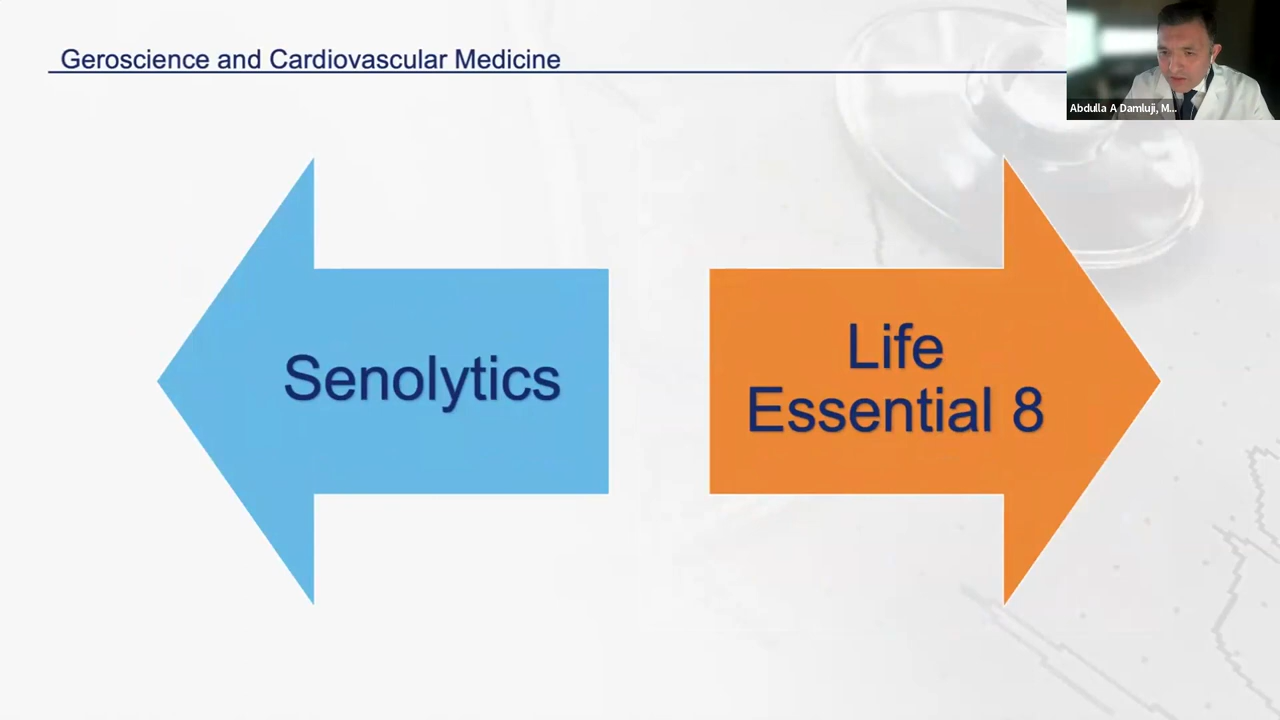 Geroscience and Cardiovascular Medicine
Abdulla A Damluji, M...
Senolytics
Life
Essential 8